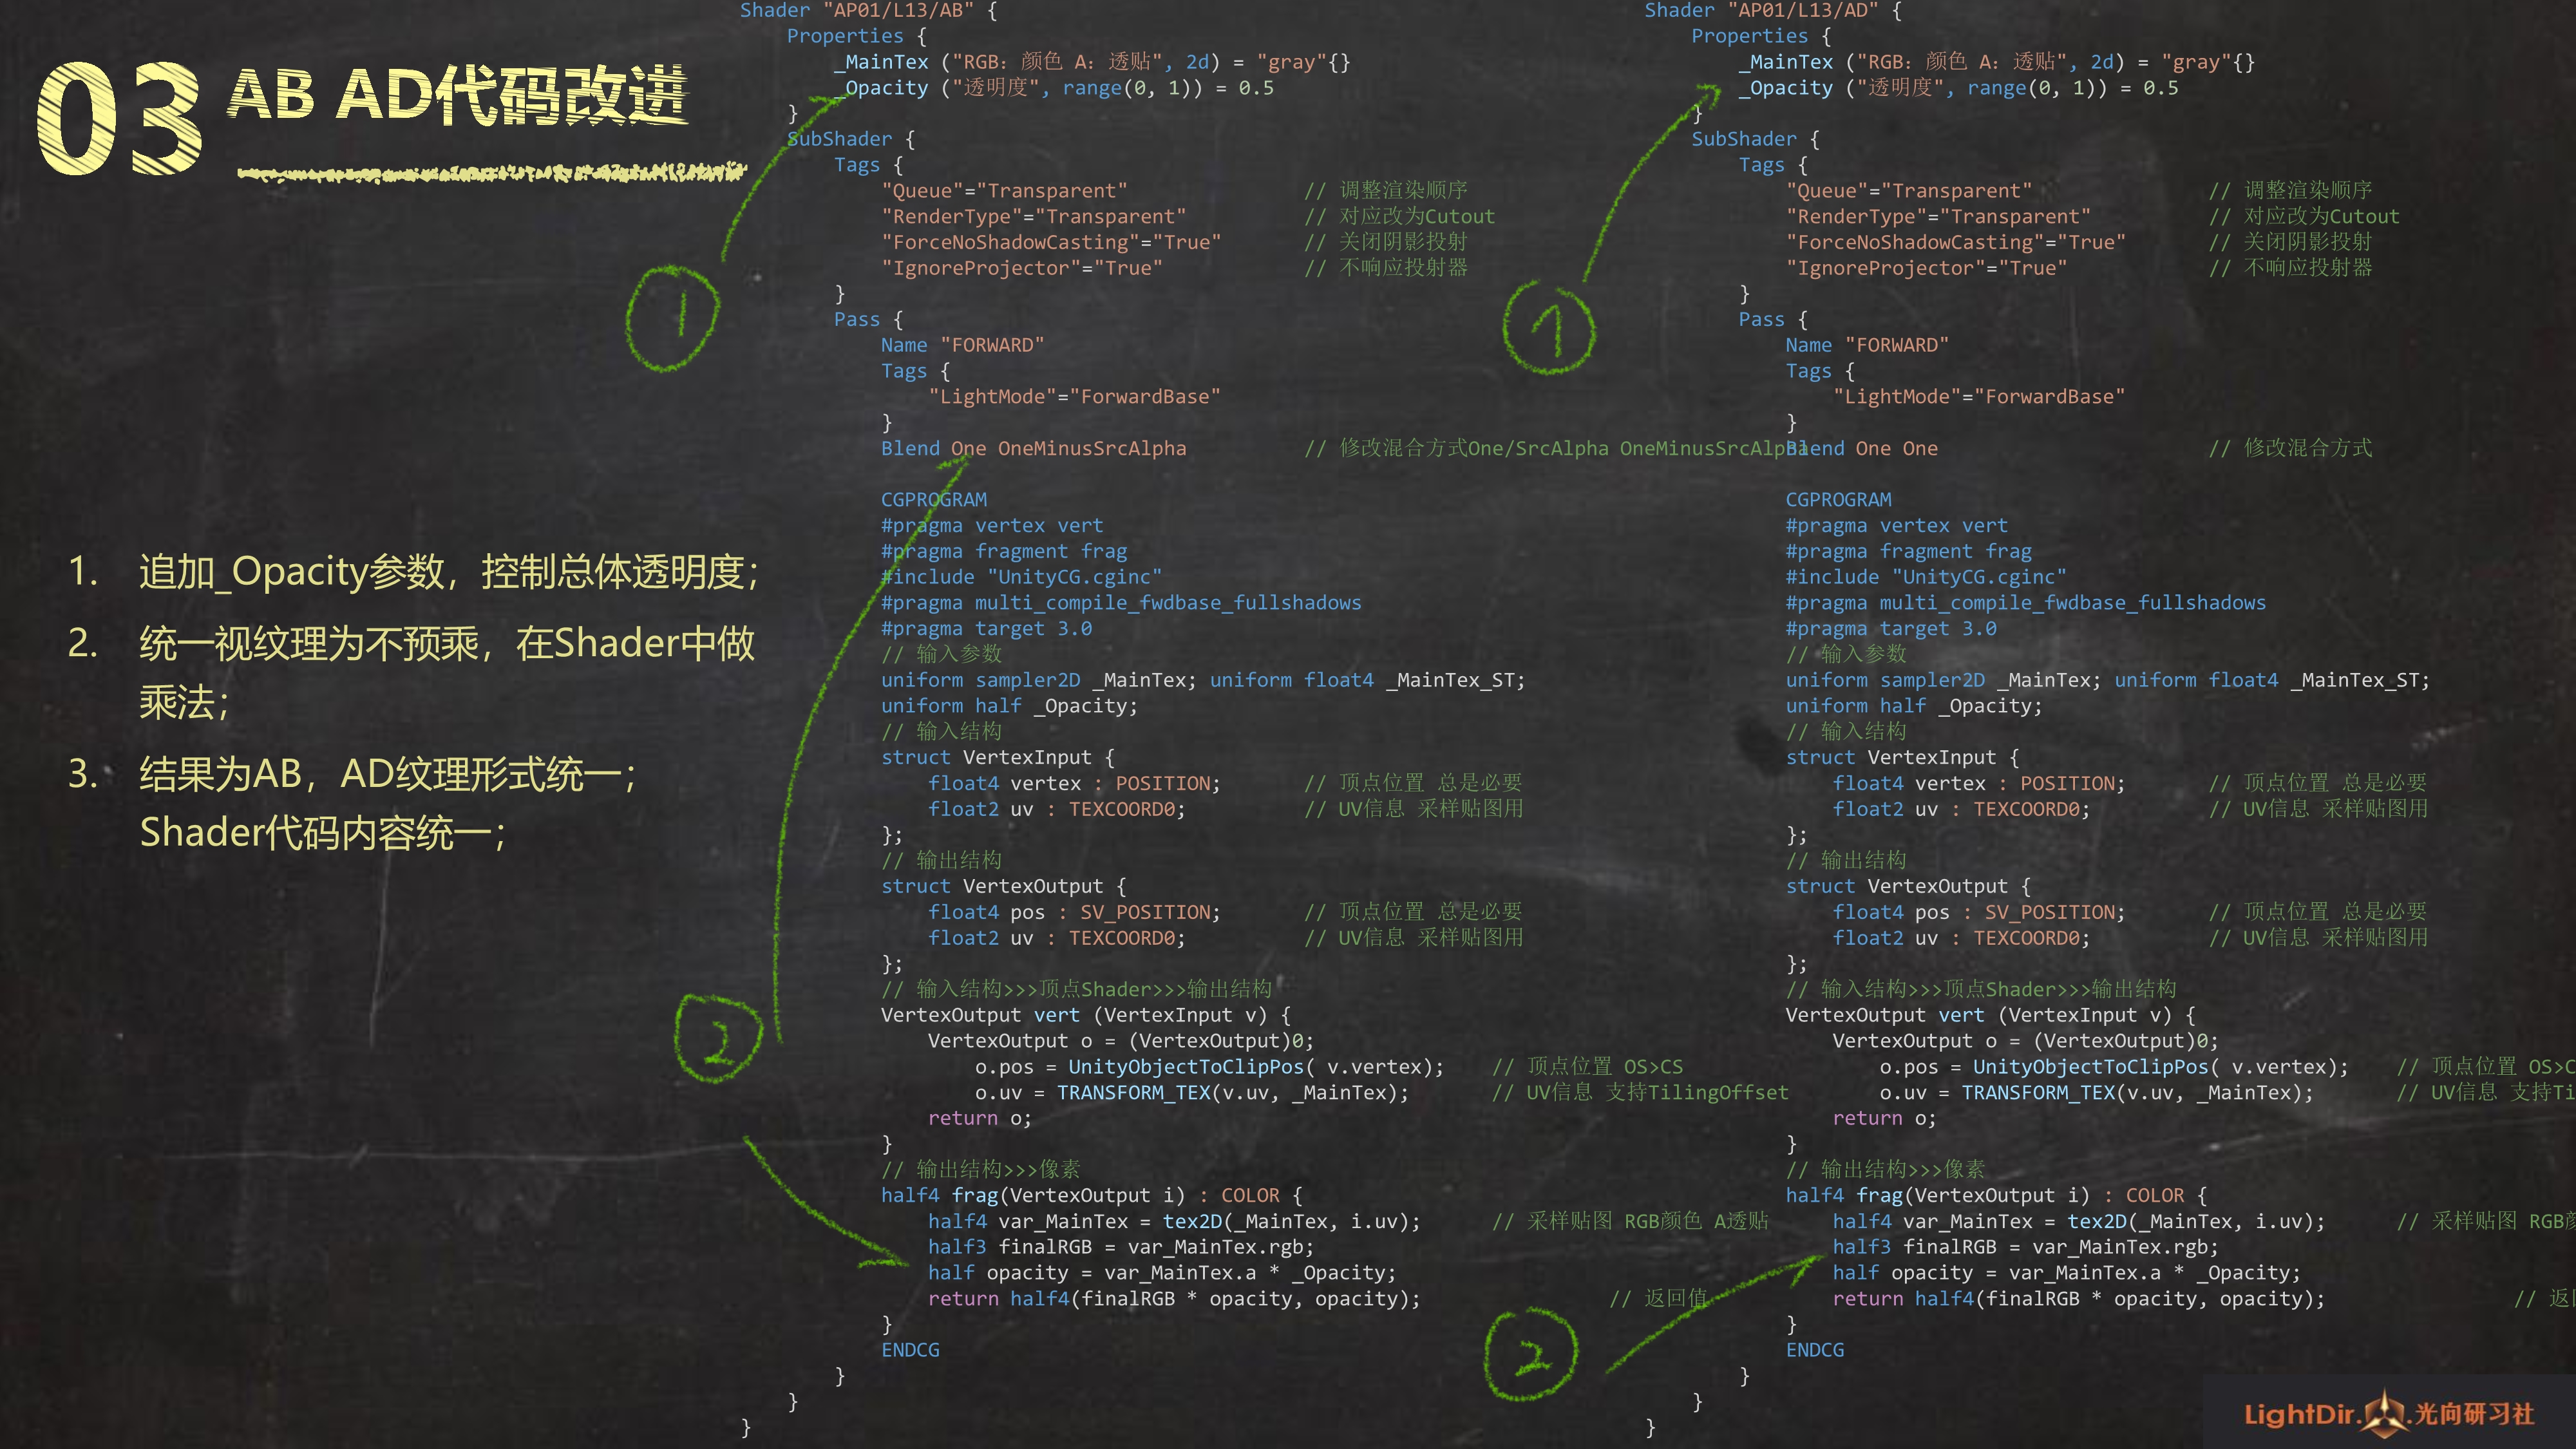 03
AB AD代码改进
1. 追加_Opacity参数，控制总体透明度；
2. 统一视纹理为不预乘，在Shader中做
乘法；
3. 结果为AB，AD纹理形式统一；
Shader代码内容统一；
①
②
Shader "AP01/L13/AB" {
Properties {
_MainTex ("RGB：颜色 A：透贴", 2d) = "gray"{}
_Opacity ("透明度", range(0, 1)) = 0.5
}
SubShader {
Tags {
"Queue"="Transparent" // 调整渲染顺序
"RenderType"="Transparent" // 对应改为Cutout
"ForceNoShadowCasting"="True" // 关闭阴影投射
"IgnoreProjector"="True" // 不响应投射器
}
Pass {
Name "FORWARD"
Tags {
"LightMode"="ForwardBase"
}
Blend One OneMinusSrcAlpha // 修改混合方式One/SrcAlpha OneMinusSrcAlpha
CGPROGRAM
#pragma vertex vert
#pragma fragment frag
#include "UnityCG.cginc"
#pragma multi_compile_fwdbase_fullshadows
#pragma target 3.0
// 输入参数
uniform sampler2D _MainTex; uniform float4 _MainTex_ST;
uniform half _Opacity;
// 输入结构
struct VertexInput {
float4 vertex : POSITION; // 顶点位置 总是必要
float2 uv : TEXCOORD0; // UV信息 采样贴图用
};
// 输出结构
struct VertexOutput {
float4 pos : SV_POSITION; // 顶点位置 总是必要
float2 uv : TEXCOORD0; // UV信息 采样贴图用
};
// 输入结构>>>顶点Shader>>>输出结构
VertexOutput vert (VertexInput v) {
VertexOutput o = (VertexOutput)0;
o.pos = UnityObjectToClipPos( v.vertex); // 顶点位置 OS>CS
o.uv = TRANSFORM_TEX(v.uv, _MainTex); // UV信息 支持TilingOffset
return o;
}
// 输出结构>>>像素
half4 frag(VertexOutput i) : COLOR {
half4 var_MainTex = tex2D(_MainTex, i.uv); // 采样贴图 RGB颜色 A透贴
half3 finalRGB = var_MainTex.rgb;
half opacity = var_MainTex.a * _Opacity;
return half4(finalRGB * opacity, opacity); // 返回值
}
ENDCG
}
}
}
①
②
Shader "AP01/L13/AD" {
Properties {
_MainTex ("RGB：颜色 A：透贴", 2d) = "gray"{}
_Opacity ("透明度", range(0, 1)) = 0.5
}
SubShader {
Tags {
"Queue"="Transparent" // 调整渲染顺序
"RenderType"="Transparent" // 对应改为Cutout
"ForceNoShadowCasting"="True" // 关闭阴影投射
"IgnoreProjector"="True" // 不响应投射器
}
Pass {
Name "FORWARD"
Tags {
"LightMode"="ForwardBase"
}
Blend One One // 修改混合方式
CGPROGRAM
#pragma vertex vert
#pragma fragment frag
#include "UnityCG.cginc"
#pragma multi_compile_fwdbase_fullshadows
#pragma target 3.0
// 输入参数
uniform sampler2D _MainTex; uniform float4 _MainTex_ST;
uniform half _Opacity;
// 输入结构
struct VertexInput {
float4 vertex : POSITION; // 顶点位置 总是必要
float2 uv : TEXCOORD0; // UV信息 采样贴图用
};
// 输出结构
struct VertexOutput {
float4 pos : SV_POSITION; // 顶点位置 总是必要
float2 uv : TEXCOORD0; // UV信息 采样贴图用
};
// 输入结构>>>顶点Shader>>>输出结构
VertexOutput vert (VertexInput v) {
VertexOutput o = (VertexOutput)0;
o.pos = UnityObjectToClipPos( v.vertex); // 顶点位置 OS>
o.uv = TRANSFORM_TEX(v.uv, _MainTex); // UV信息 支持Ti
return o;
}
// 输出结构>>>像素
half4 frag(VertexOutput i) : COLOR {
half4 var_MainTex = tex2D(_MainTex, i.uv); // 采样贴图 RGB
half3 finalRGB = var_MainTex.rgb;
half opacity = var_MainTex.a * _Opacity;
return half4(finalRGB * opacity, opacity); // 返
}
ENDCG
}
}
}
LightDir.光向研习社